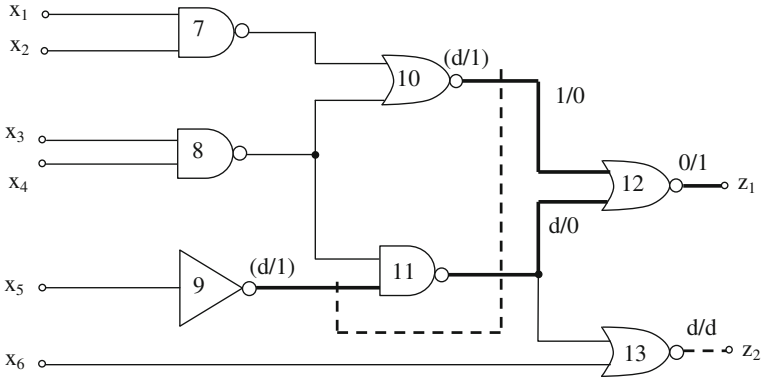 x1
7
x2
(d/1)
10
1/0
x3
8
x4
0/1
12
z1
d/0
(d/1)
11
x5
9
d/d
13
z2
x6